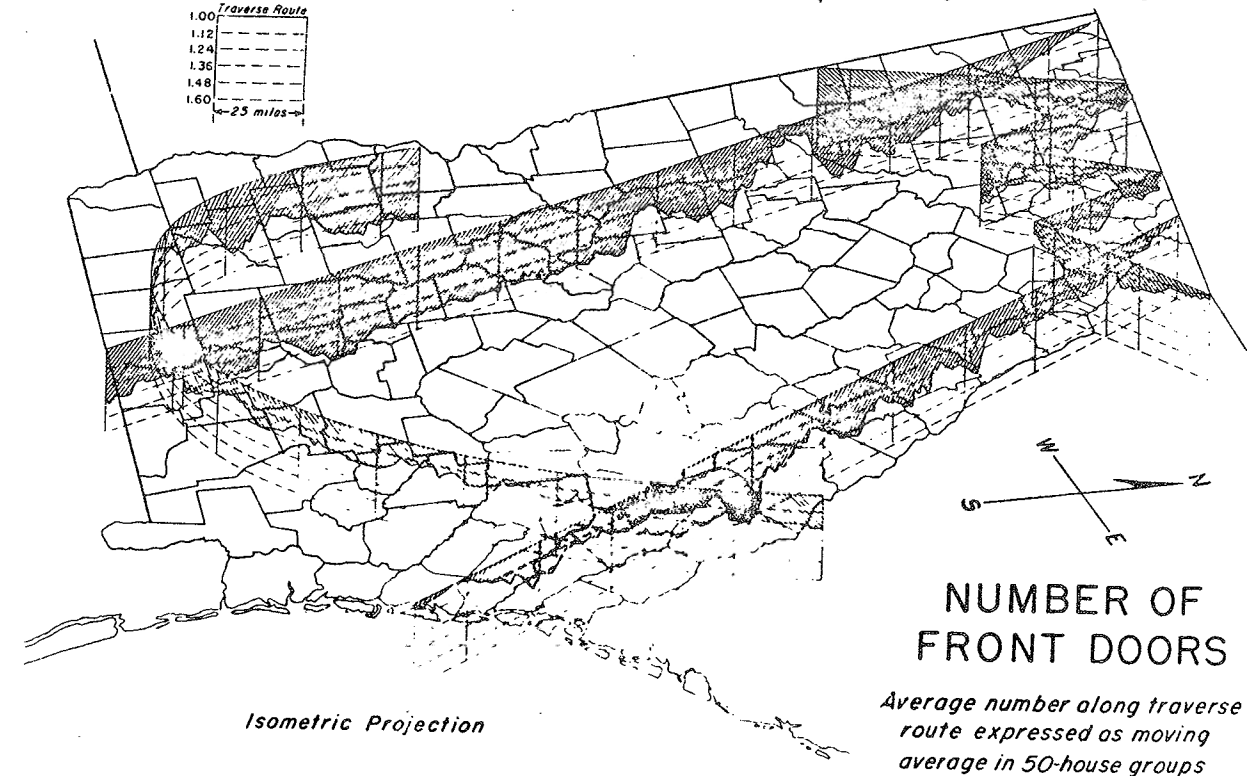 Traverse Route
1.00
1.12
1.24
1.36
1.48
1.60
25 miles
W
N
S
E
NUMBER OF
FRONT DOORS
Average number along traverse
route expressed as moving
average in 50-house groups
Isometric Projection